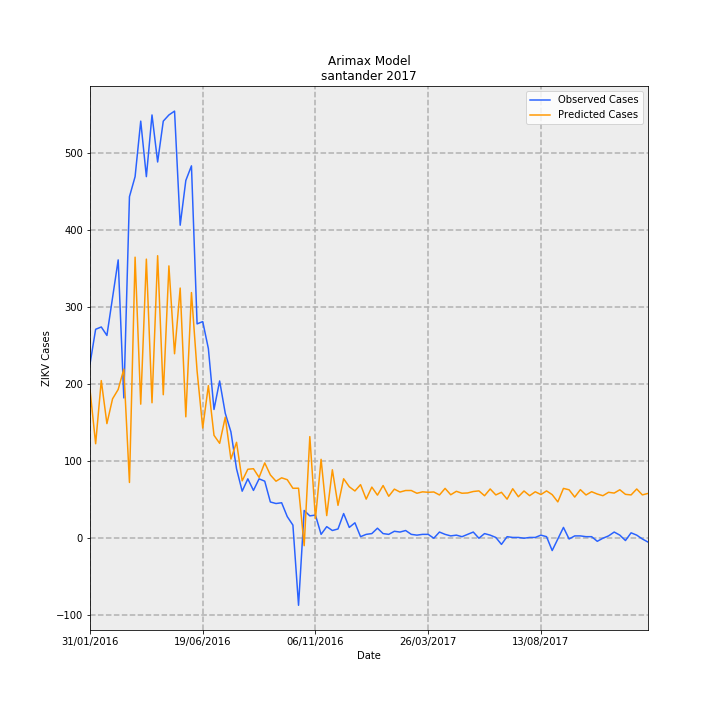 Arimax Model
santander 2017
Observed Cases
Predicted Cases
ZIKV Cases
500
400
300
200
100
0
−100
31/01/2016
19/06/2016
06/11/2016
26/03/2017
13/08/2017
Date